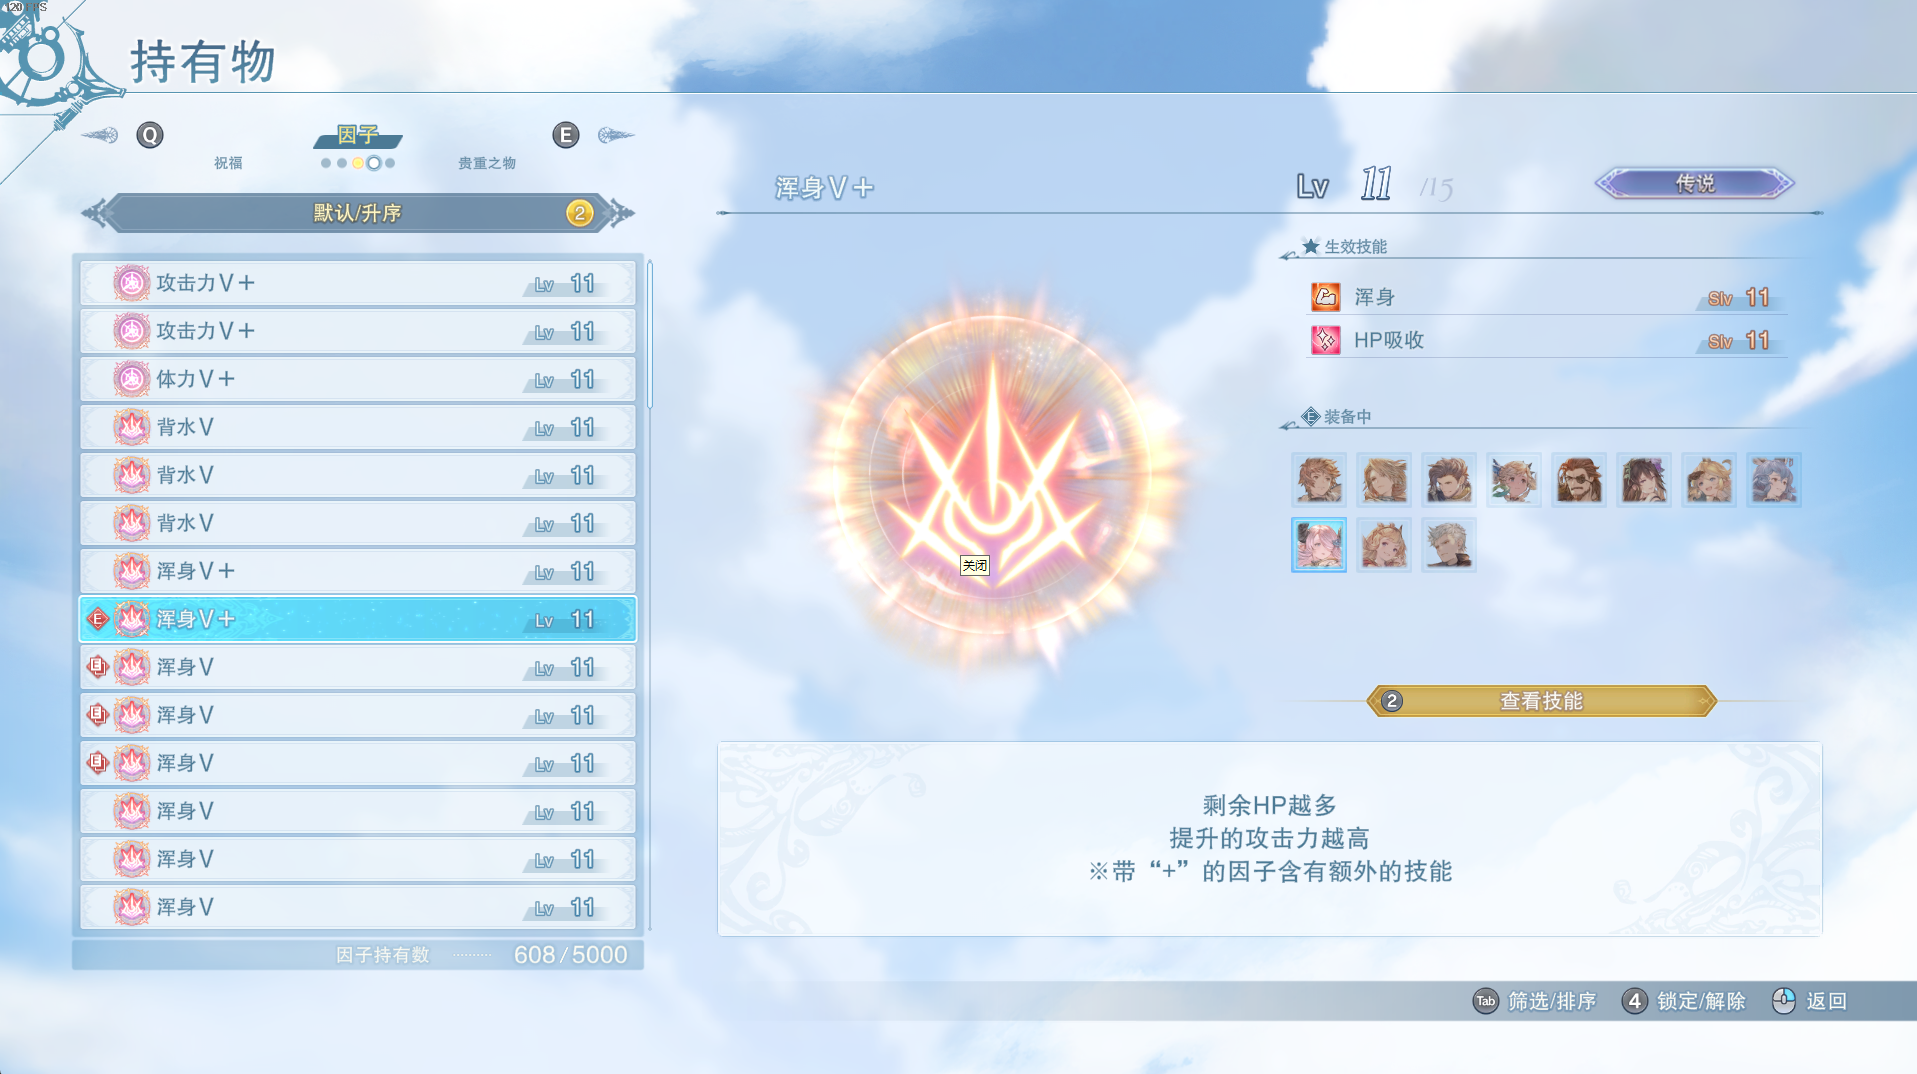 持有物
Q
因子
E
祝福
贵重之物
默认/升序
2
攻击力Ⅴ+
Lv 11
攻击力Ⅴ+
Lv 11
体力Ⅴ+
Lv 11
背水Ⅴ
Lv 11
背水Ⅴ
Lv 11
背水Ⅴ
Lv 11
浑身Ⅴ+
Lv 11
E
浑身Ⅴ+
Lv 11
E
浑身Ⅴ
Lv 11
E
浑身Ⅴ
Lv 11
E
浑身Ⅴ
Lv 11
浑身Ⅴ
Lv 11
浑身Ⅴ
Lv 11
浑身Ⅴ
Lv 11
因子持有数 608/5000
浑身Ⅴ+
Lv 11 /15
传说
生效技能
浑身
Slv 11
HP吸收
Slv 11
E 装备中
关闭
2 查看技能
剩余HP越多
提升的攻击力越高
※带“+”的因子含有额外的技能
Tab 筛选/排序
4 锁定/解除
返回